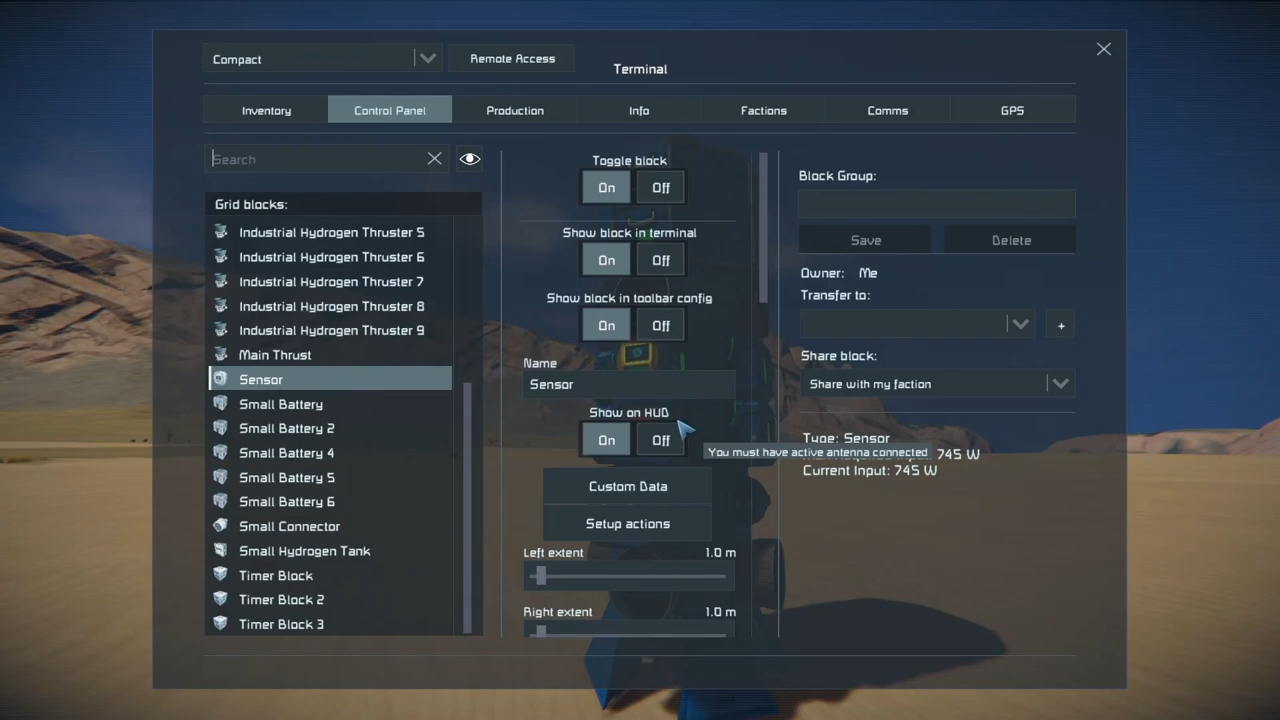 Compact
Remote Access
Terminal
Inventory
Control Panel
Production
Info
Factions
Comms
GPS
Search
Grid blocks:
Industrial Hydrogen Thruster 5
Industrial Hydrogen Thruster 6
Industrial Hydrogen Thruster 7
Industrial Hydrogen Thruster 8
Industrial Hydrogen Thruster 9
Main Thrust
Sensor
Small Battery
Small Battery 2
Small Battery 4
Small Battery 5
Small Battery 6
Small Connector
Small Hydrogen Tank
Timer Block
Timer Block 2
Timer Block 3
Toggle block
On Off
Show block in terminal
On Off
Show block in toolbar config
On Off
Name
Sensor
Show on HUD
On Off
You must have active antenna connected
Custom Data
Setup actions
Left extent 1.0 m
Right extent 1.0 m
Block Group:
Save
Delete
Owner: Me
Transfer to:
+
Share block:
Share with my faction
Type: Sensor
745 W
Current Input: 745 W